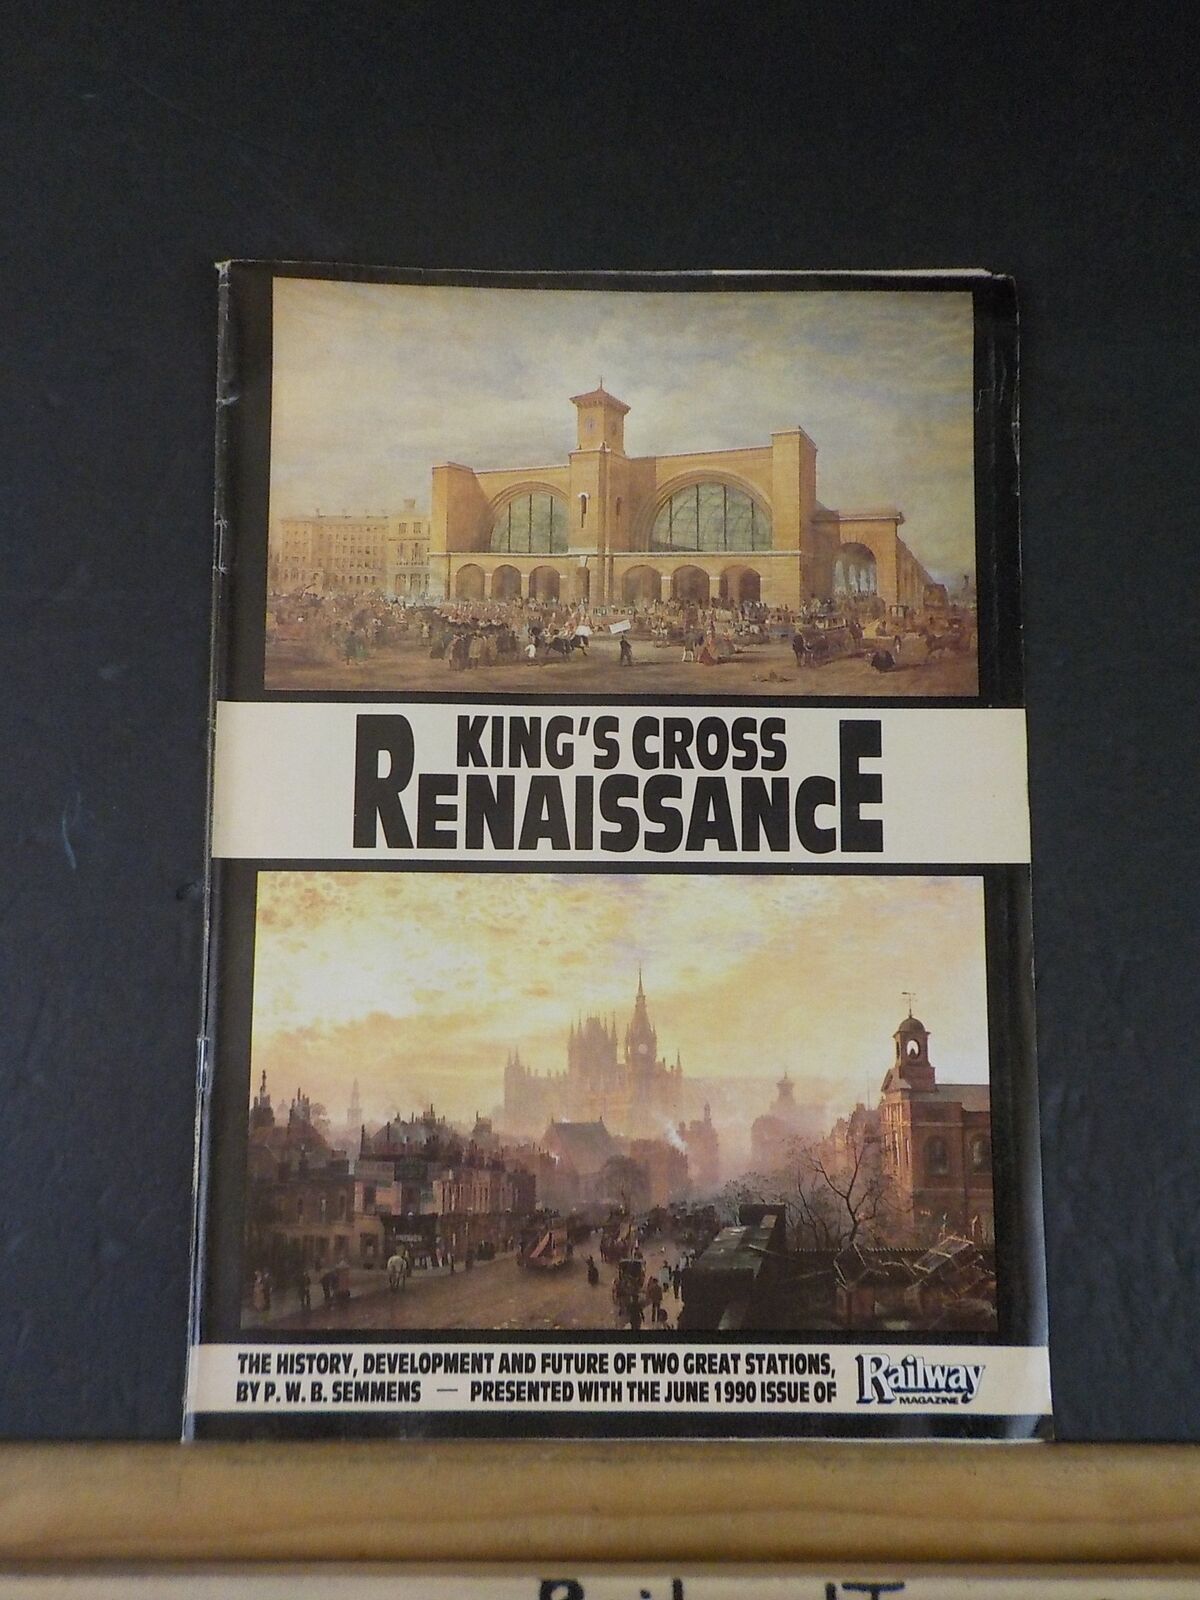 KING'S CROSS
RENAISSANCE
THE HISTORY, DEVELOPMENT AND FUTURE OF TWO GREAT STATIONS,
BY P. W. B. SEMMENS — PRESENTED WITH THE JUNE 1990 ISSUE OF
Railway
MAGAZINE